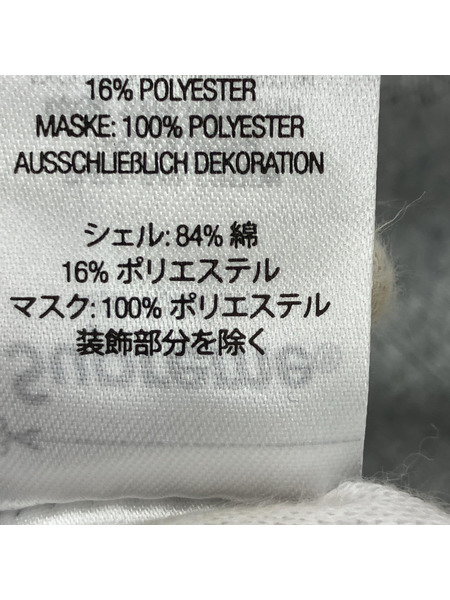 16% POLYESTER
MASKE: 100% POLYESTER
AUSSCHLIEßLICH DEKORATION
シェル: 84% 綿
16% ポリエステル
マスク: 100% ポリエステル
装飾部分を除く
Supreme®